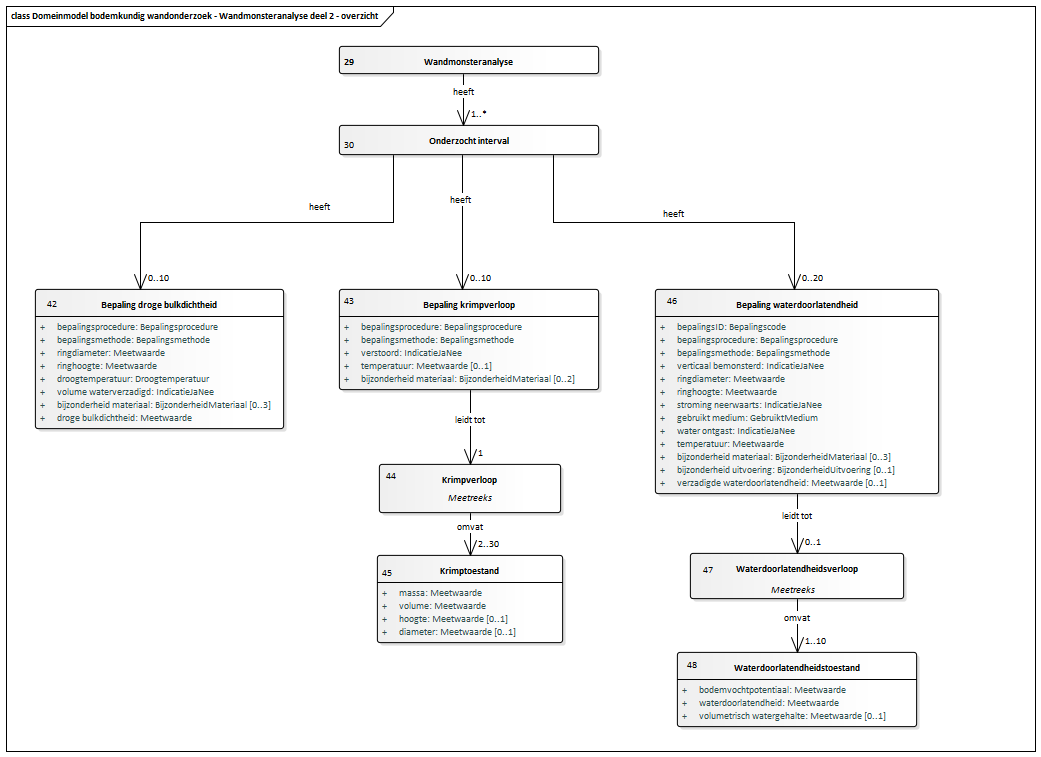 class Domeinmodel bodemkundig wandonderzoek - Wandmonsteranalyse deel 2 - overzicht
29 Wandmonsteranalyse
heeft
1..*
30 Onderzocht interval
heeft
heeft
heeft
0..10
0..10
0..20
42 Bepaling droge bulkdichtheid
+ bepalingsprocedure: Bepalingsprocedure
+ bepalingsmethode: Bepalingsmethode
+ ringdiameter: Meetwaarde
+ ringhoogte: Meetwaarde
+ droogtemperatuur: Droogtemperatuur
+ volume waterverzadigd: IndicatieJaNee
+ bijzonderheid materiaal: BijzonderheidMateriaal [0..3]
+ droge bulkdichtheid: Meetwaarde
43 Bepaling krimpverloop
+ bepalingsprocedure: Bepalingsprocedure
+ bepalingsmethode: Bepalingsmethode
+ verstoord: IndicatieJaNee
+ temperatuur: Meetwaarde [0..1]
+ bijzonderheid materiaal: BijzonderheidMateriaal [0..2]
46 Bepaling waterdoorlatendheid
+ bepalingsID: Bepalingscode
+ bepalingsprocedure: Bepalingsprocedure
+ bepalingsmethode: Bepalingsmethode
+ verticaal bemonsterd: IndicatieJaNee
+ ringdiameter: Meetwaarde
+ ringhoogte: Meetwaarde
+ stroming neerwaarts: IndicatieJaNee
+ gebruikt medium: GebruiktMedium
+ water ontgast: IndicatieJaNee
+ temperatuur: Meetwaarde
+ bijzonderheid materiaal: BijzonderheidMateriaal [0..3]
+ bijzonderheid uitvoering: BijzonderheidUitvoering [0..1]
+ verzadigde waterdoorlatendheid: Meetwaarde [0..1]
leidt tot
1
44 Krimpverloop
Meetreeks
omvat
2..30
45 Krimptoestand
+ massa: Meetwaarde
+ volume: Meetwaarde
+ hoogte: Meetwaarde [0..1]
+ diameter: Meetwaarde [0..1]
leidt tot
0..1
47 Waterdoorlatendheidsverloop
Meetreeks
omvat
1..10
48 Waterdoorlatendheidstoestand
+ bodemvochtpotentiaal: Meetwaarde
+ waterdoorlatendheid: Meetwaarde
+ volumetrisch watergehalte: Meetwaarde [0..1]